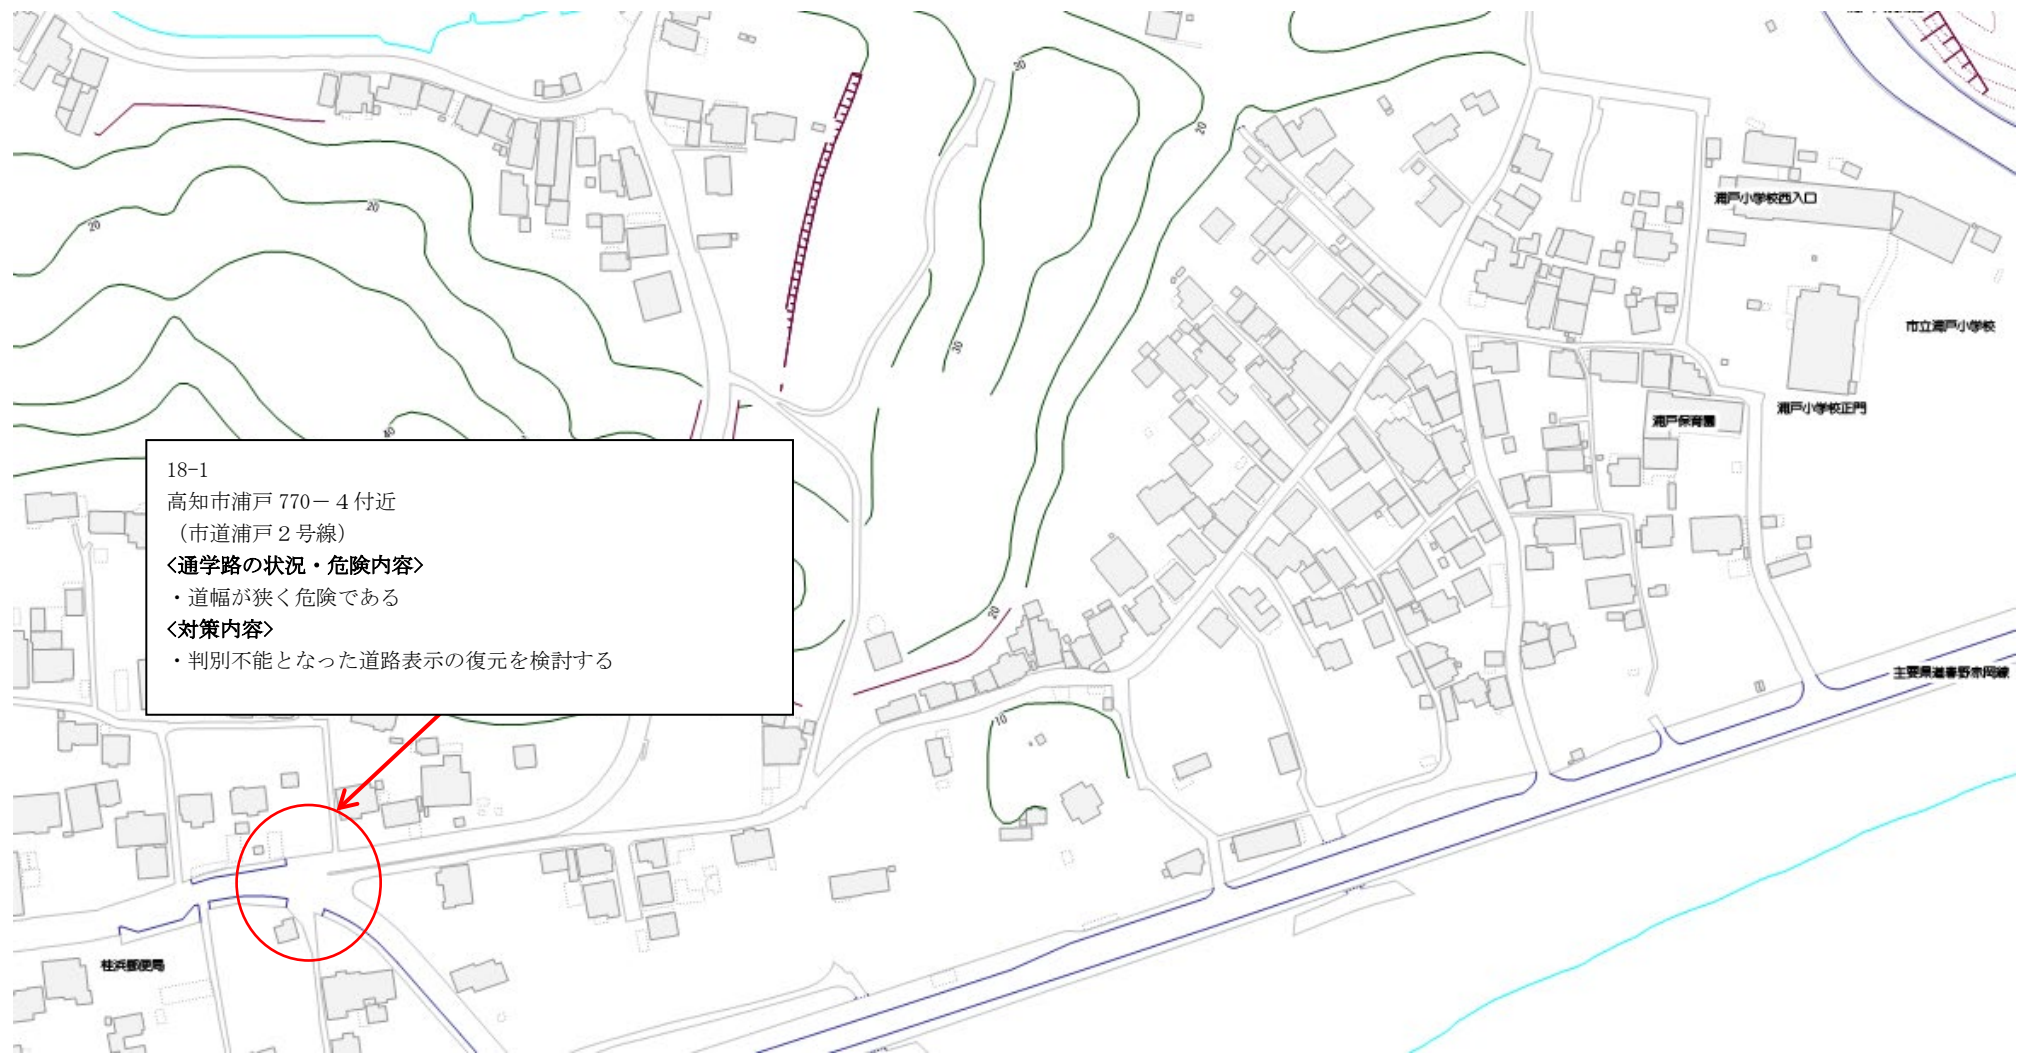 20
20
20
20
30
40
20
10
浦戸小学校西入口
市立浦戸小学校
浦戸小学校正門
浦戸保育園
18-1
高知市浦戸 770－４付近
（市道浦戸２号線）
<通学路の状況・危険内容>
・道幅が狭く危険である
<対策内容>
・判別不能となった道路表示の復元を検討する
主要県道春野赤岡線
桂浜郵便局